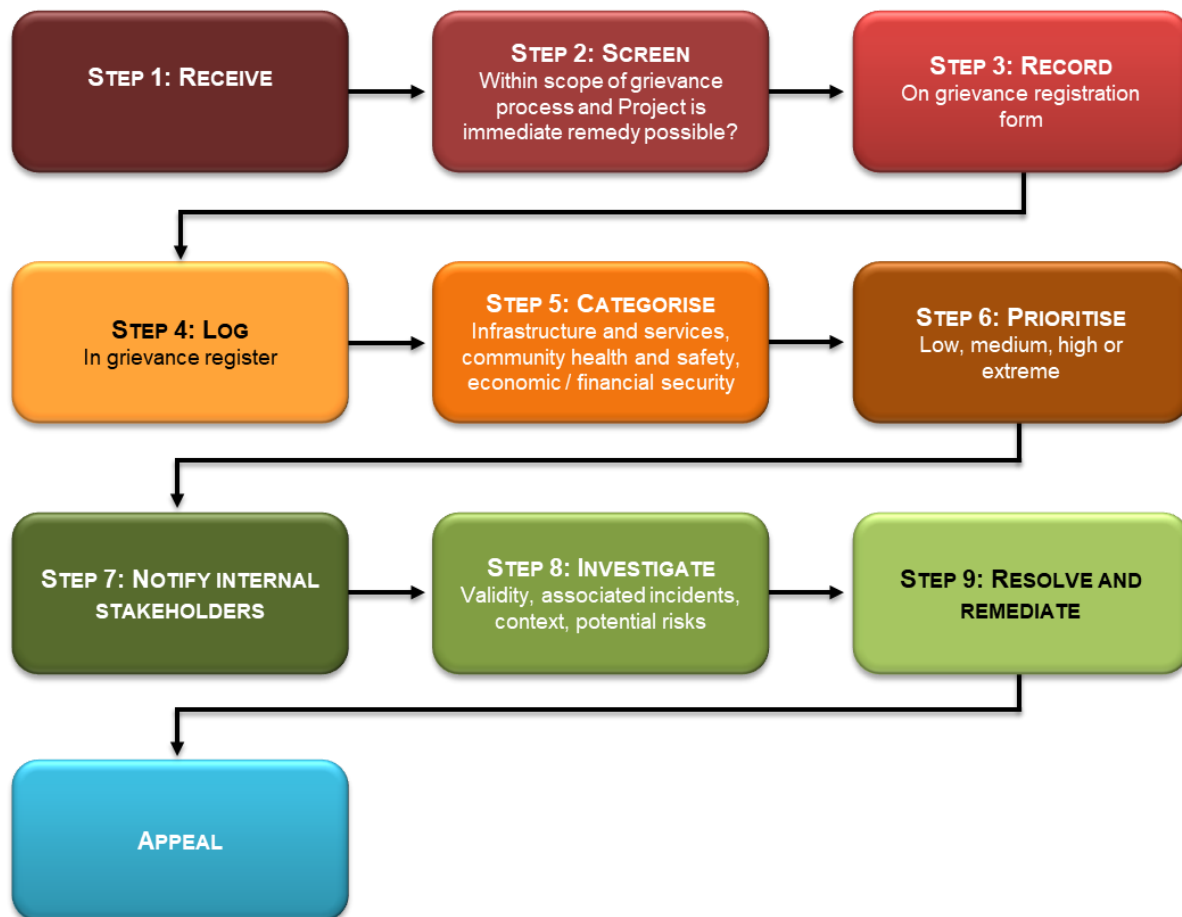 STEP 1: RECEIVE
STEP 2: SCREEN
Within scope of grievance
process and Project is
immediate remedy possible?
STEP 3: RECORD
On grievance registration
form
STEP 4: LOG
In grievance register
STEP 5: CATEGORISE
Infrastructure and services,
community health and safety,
economic / financial security
STEP 6: PRIORITISE
Low, medium, high or
extreme
STEP 7: NOTIFY INTERNAL
STAKEHOLDERS
STEP 8: INVESTIGATE
Validity, associated incidents,
context, potential risks
STEP 9: RESOLVE AND
REMEDIATE
APPEAL